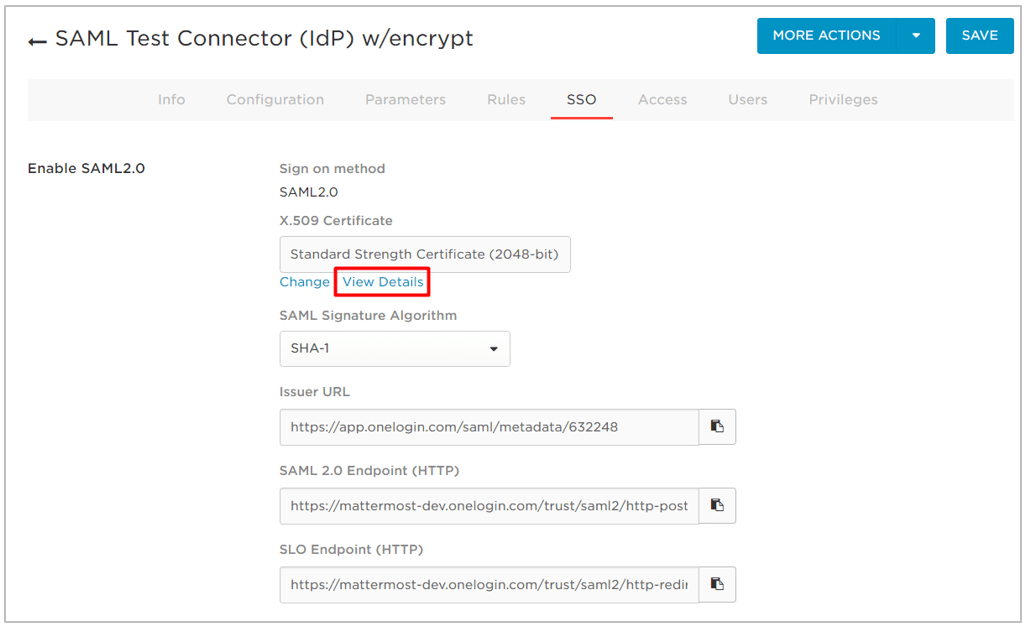 ← SAML Test Connector (IdP) w/encrypt
MORE ACTIONS
SAVE
Info Configuration Parameters Rules SSO Access Users Privileges
Enable SAML2.0
Sign on method
SAML2.0
X.509 Certificate
Standard Strength Certificate (2048-bit)
Change View Details
SAML Signature Algorithm
SHA-1
Issuer URL
https://app.onelogin.com/saml/metadata/632248
SAML 2.0 Endpoint (HTTP)
https://mattermost-dev.onelogin.com/trust/saml2/http-post
SLO Endpoint (HTTP)
https://mattermost-dev.onelogin.com/trust/saml2/http-redir